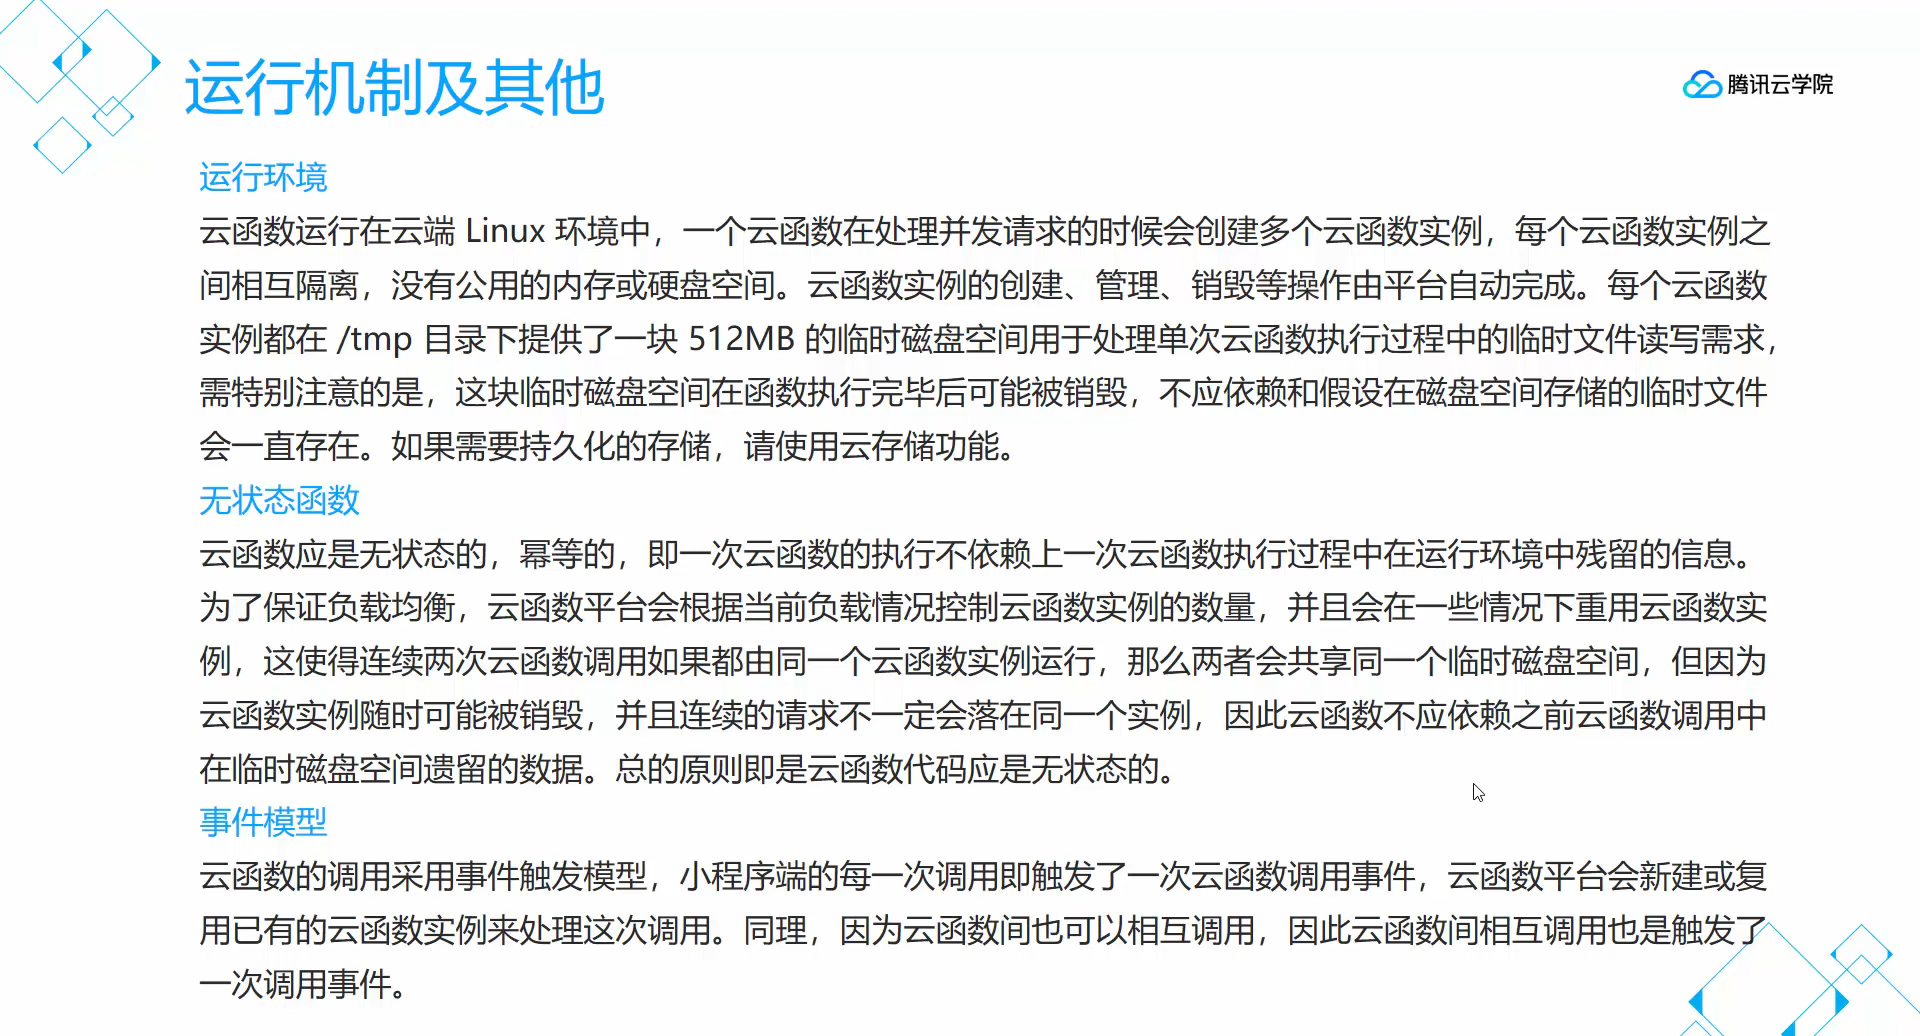 运行机制及其他
腾讯云学院
运行环境
云函数运行在云端 Linux 环境中，一个云函数在处理并发请求的时候会创建多个云函数实例，每个云函数实例之
间相互隔离，没有公用的内存或硬盘空间。云函数实例的创建、管理、销毁等操作由平台自动完成。每个云函数
实例都在 /tmp 目录下提供了一块 512MB 的临时磁盘空间用于处理单次云函数执行过程中的临时文件读写需求，
需特别注意的是，这块临时磁盘空间在函数执行完毕后可能被销毁，不应依赖和假设在磁盘空间存储的临时文件
会一直存在。如果需要持久化的存储，请使用云存储功能。
无状态函数
云函数应是无状态的，幂等的，即一次云函数的执行不依赖上一次云函数执行过程中在运行环境中残留的信息。
为了保证负载均衡，云函数平台会根据当前负载情况控制云函数实例的数量，并且会在一些情况下重用云函数实
例，这使得连续两次云函数调用如果都由同一个云函数实例运行，那么两者会共享同一个临时磁盘空间，但因为
云函数实例随时可能被销毁，并且连续的请求不一定会落在同一个实例，因此云函数不应依赖之前云函数调用中
在临时磁盘空间遗留的数据。总的原则即是云函数代码应是无状态的。
事件模型
云函数的调用采用事件触发模型，小程序端的每一次调用即触发了一次云函数调用事件，云函数平台会新建或复
用已有的云函数实例来处理这次调用。同理，因为云函数间也可以相互调用，因此云函数间相互调用也是触发了
一次调用事件。